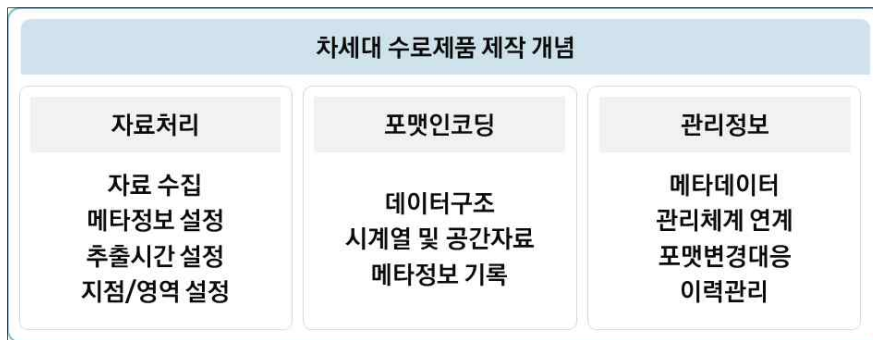 차세대 수로제품 제작 개념
자료처리
자료 수집
메타정보 설정
추출시간 설정
지점/영역 설정
포맷인코딩
데이터구조
시계열 및 공간자료
메타정보 기록
관리정보
메타데이터
관리체계 연계
포맷변경대응
이력관리